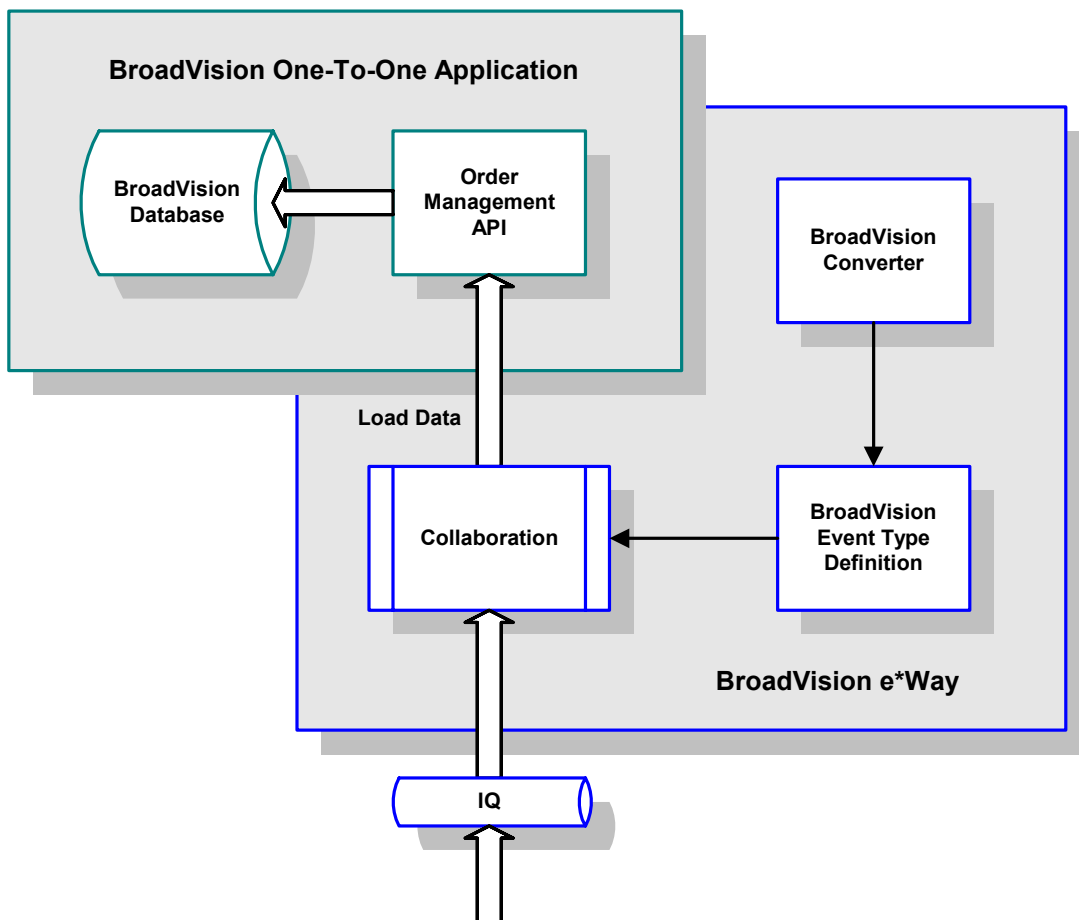 BroadVision One-To-One Application
BroadVision
Database
Order
Management
API
BroadVision
Converter
Load Data
Collaboration
BroadVision
Event Type
Definition
BroadVision e*Way
IQ